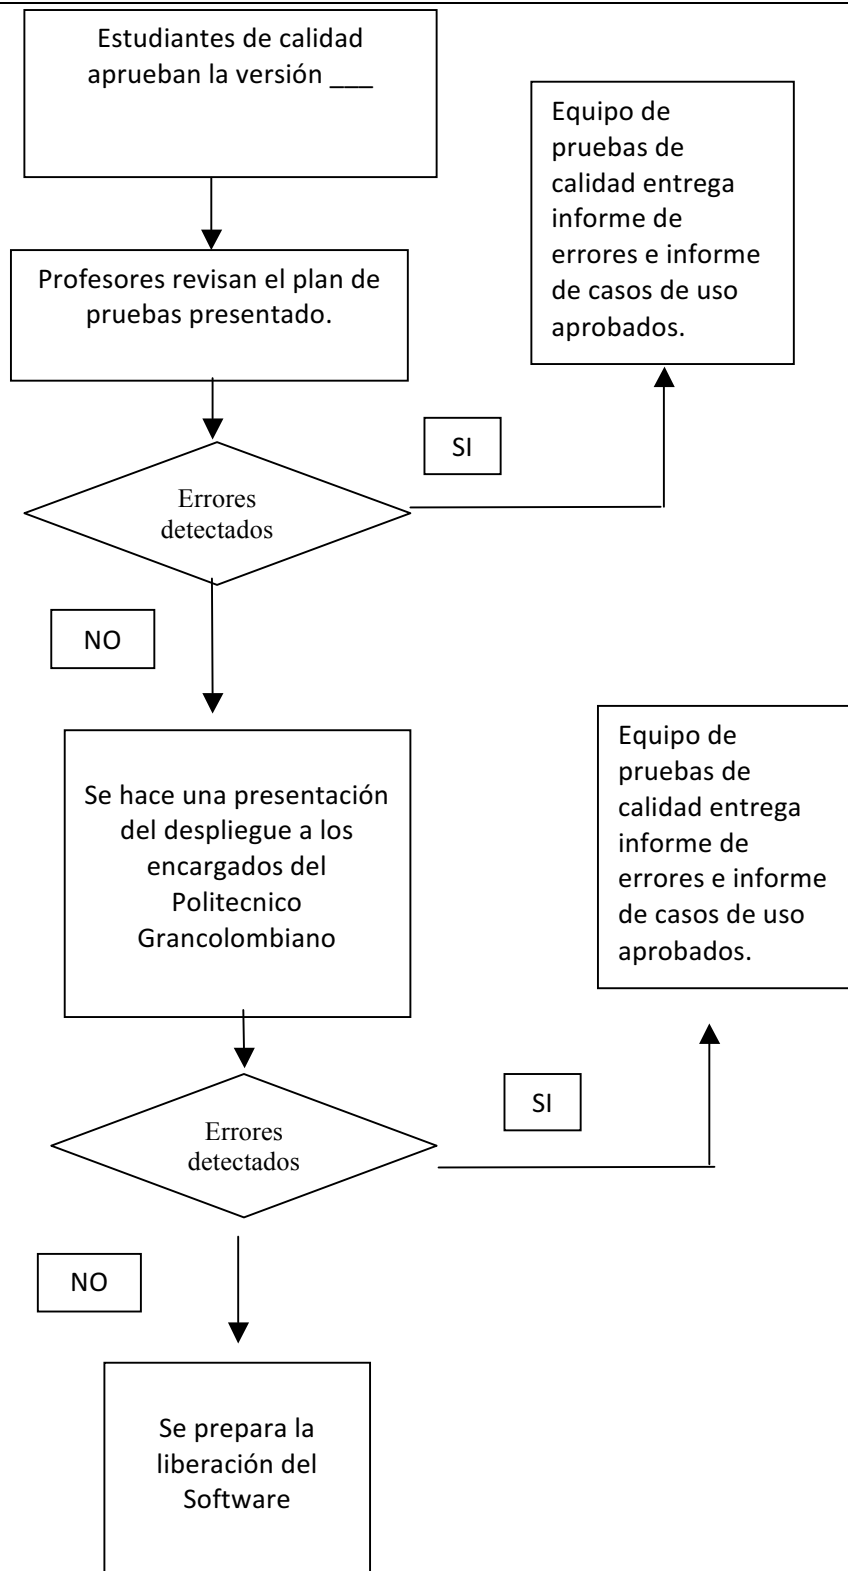 Estudiantes de calidad
aprueban la versión ___
Equipo de
pruebas de
calidad entrega
informe de
errores e informe
de casos de uso
aprobados.
Profesores revisan el plan de
pruebas presentado.
SI
Errores
detectados
NO
Se hace una presentación
del despliegue a los
encargados del
Politecnico
Grancolombiano
Equipo de
pruebas de
calidad entrega
informe de
errores e informe
de casos de uso
aprobados.
SI
Errores
detectados
NO
Se prepara la
liberación del
Software